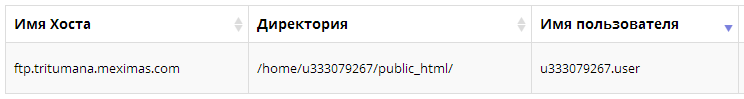 Имя Хоста Директория Имя пользователя
ftp.tritumana.meximas.com /home/u333079267/public_html/ u333079267.user